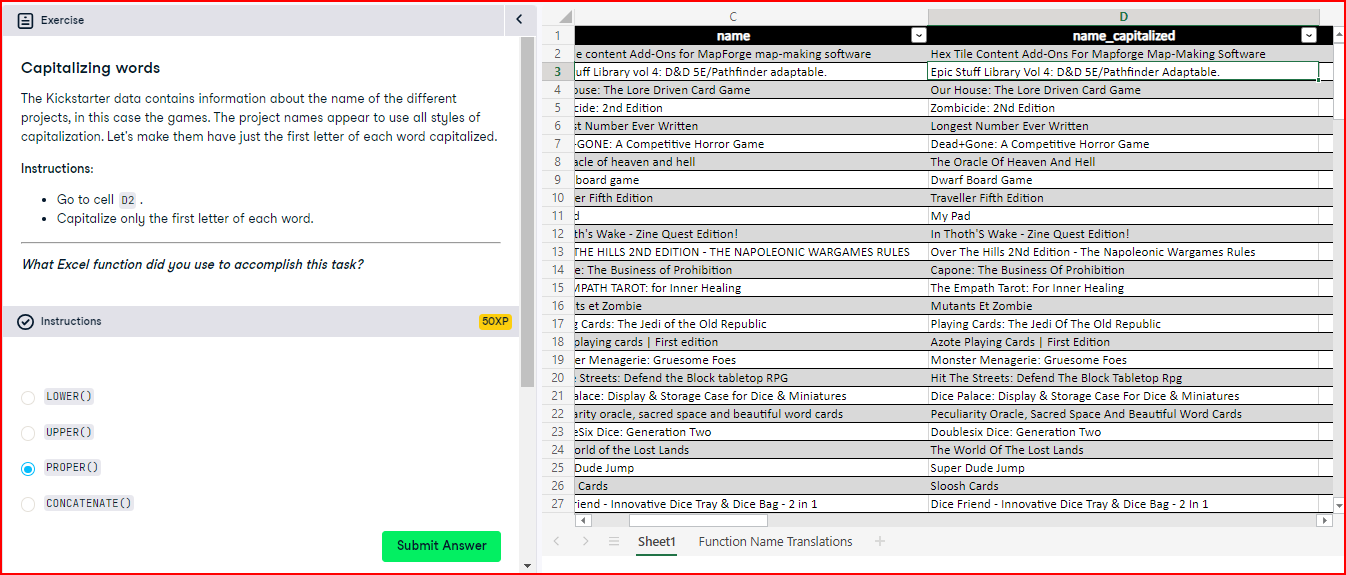 Exercise
Capitalizing words
The Kickstarter data contains information about the name of the different
projects, in this case the games. The project names appear to use all styles of
capitalization. Let's make them have just the first letter of each word capitalized.
Instructions:
• Go to cell D2 .
• Capitalize only the first letter of each word.
What Excel function did you use to accomplish this task?
Instructions
50XP
LOWER()
UPPER()
PROPER()
CONCATENATE()
Submit Answer
C D
1 name name_capitalized
2 e content Add-Ons for MapForge map-making software Hex Tile Content Add-Ons For Mapforge Map-Making Software
3 uff Library vol 4: D&D 5E/Pathfinder adaptable. Epic Stuff Library Vol 4: D&D 5E/Pathfinder Adaptable.
4 ouse: The Lore Driven Card Game Our House: The Lore Driven Card Game
5 cide: 2nd Edition Zombicide: 2Nd Edition
6 st Number Ever Written Longest Number Ever Written
7 +GONE: A Competitive Horror Game Dead+Gone: A Competitive Horror Game
8 acle of heaven and hell The Oracle Of Heaven And Hell
9 board game Dwarf Board Game
10 er Fifth Edition Traveller Fifth Edition
11 d My Pad
12 th's Wake - Zine Quest Edition! In Thoth'S Wake - Zine Quest Edition!
13 THE HILLS 2ND EDITION - THE NAPOLEONIC WARGAMES RULES Over The Hills 2Nd Edition - The Napoleonic Wargames Rules
14 e: The Business of Prohibition Capone: The Business Of Prohibition
15 MPATH TAROT: for Inner Healing The Empath Tarot: For Inner Healing
16 ts et Zombie Mutants Et Zombie
17 g Cards: The Jedi of the Old Republic Playing Cards: The Jedi Of The Old Republic
18 playing cards | First edition Azote Playing Cards | First Edition
19 er Menagerie: Gruesome Foes Monster Menagerie: Gruesome Foes
20 e Streets: Defend the Block tabletop RPG Hit The Streets: Defend The Block Tabletop Rpg
21 alace: Display & Storage Case for Dice & Miniatures Dice Palace: Display & Storage Case For Dice & Miniatures
22 arity oracle, sacred space and beautiful word cards Peculiarity Oracle, Sacred Space And Beautiful Word Cards
23 leSix Dice: Generation Two Doublesix Dice: Generation Two
24 orld of the Lost Lands The World Of The Lost Lands
25 Dude Jump Super Dude Jump
26 Cards Sloosh Cards
27 riend - Innovative Dice Tray & Dice Bag - 2 in 1 Dice Friend - Innovative Dice Tray & Dice Bag - 2 In 1
Sheet1 Function Name Translations